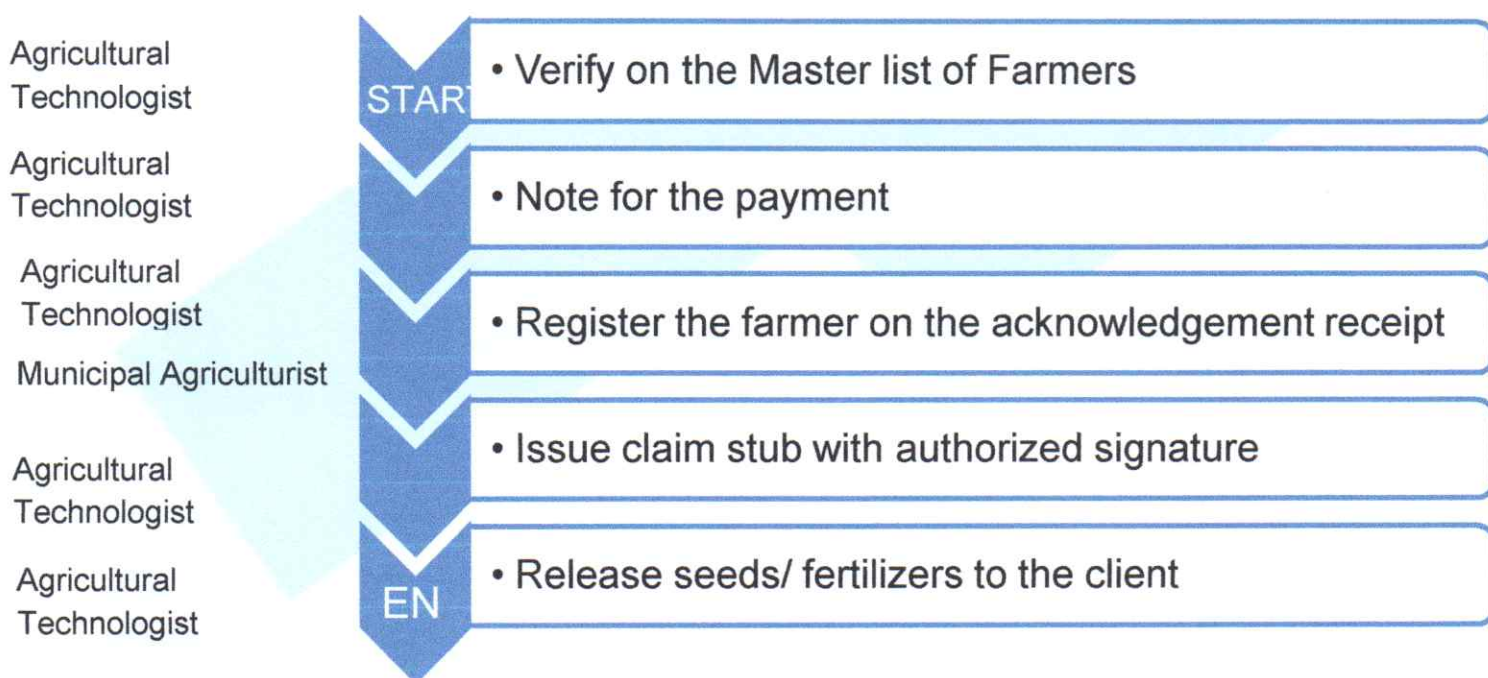 Agricultural
Technologist
START
• Verify on the Master list of Farmers
Agricultural
Technologist
• Note for the payment
Agricultural
Technologist
• Register the farmer on the acknowledgement receipt
Municipal Agriculturist
Agricultural
Technologist
• Issue claim stub with authorized signature
Agricultural
Technologist
EN
• Release seeds/ fertilizers to the client